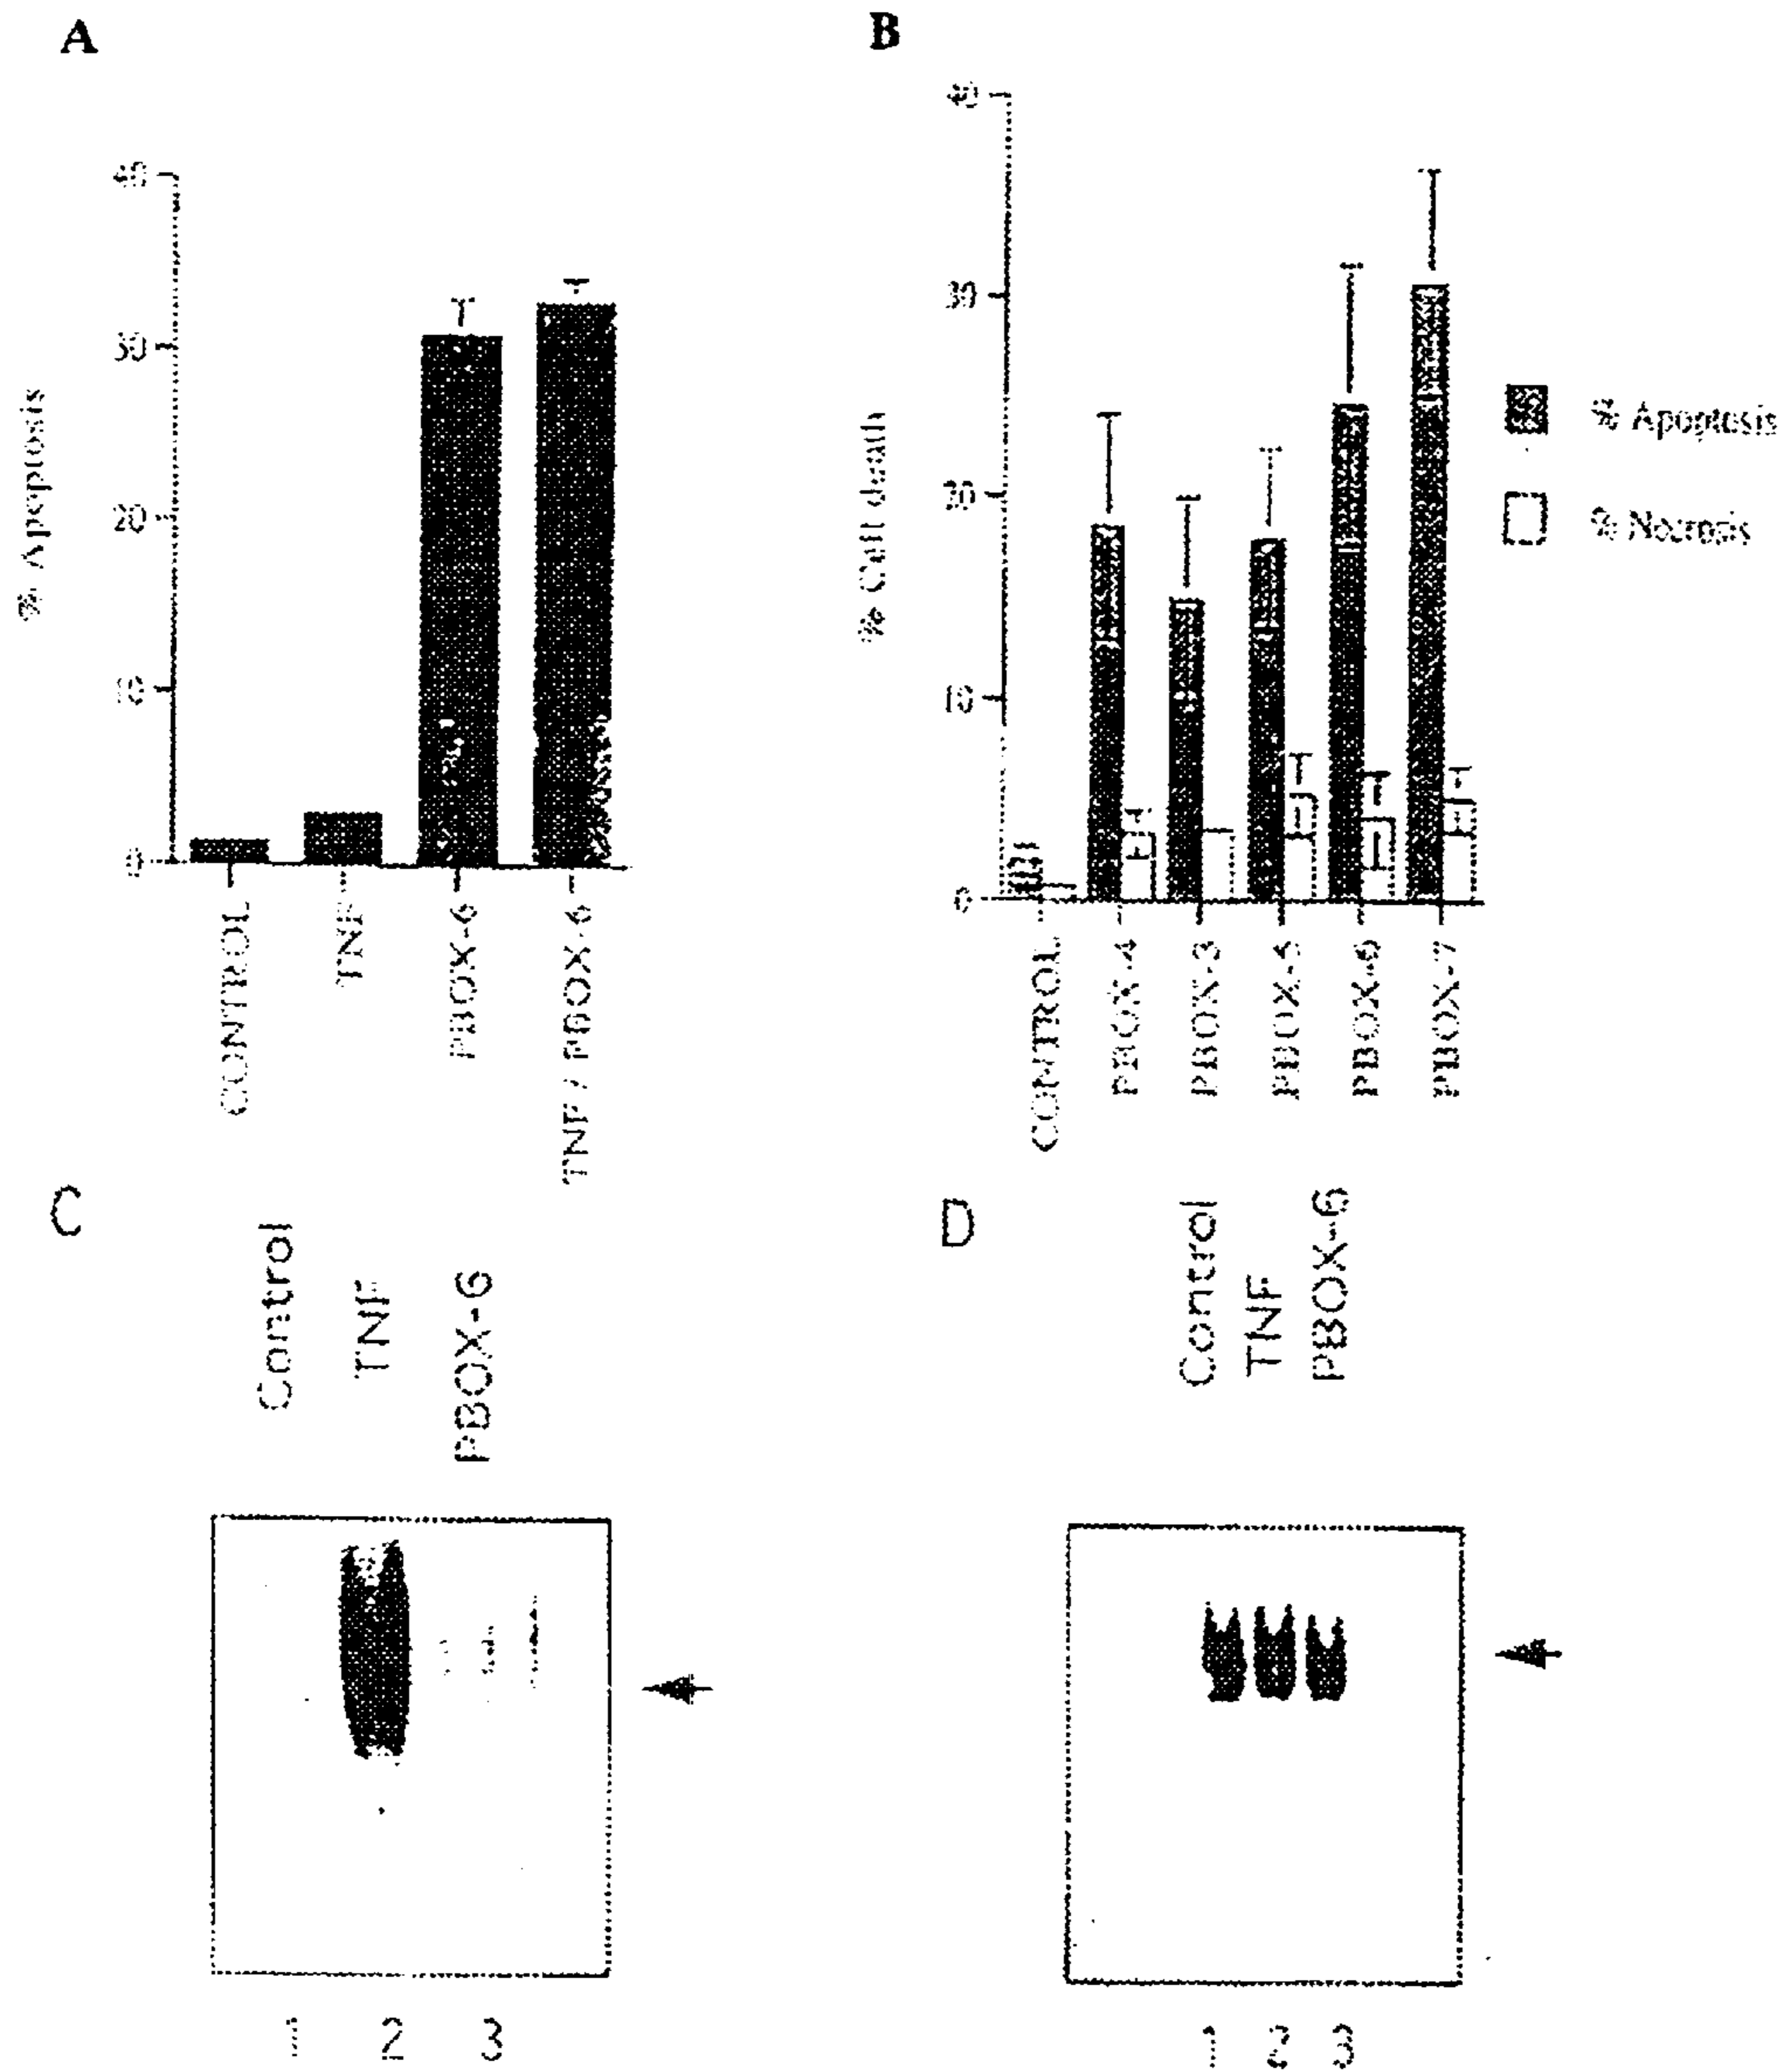 A
% Apoptosis
40
30
20
10
0
CONTROL
TNF
PBOX-6
TNF / PBOX-6
B
% Cell death
40
30
20
10
0
% Apoptosis
% Necrosis
CONTROL
PBOX-4
PBOX-3
PBOX-5
PBOX-6
PBOX-7
C
Control
TNF
PBOX-6
1 2 3
D
Control
TNF
PBOX-6
1 2 3